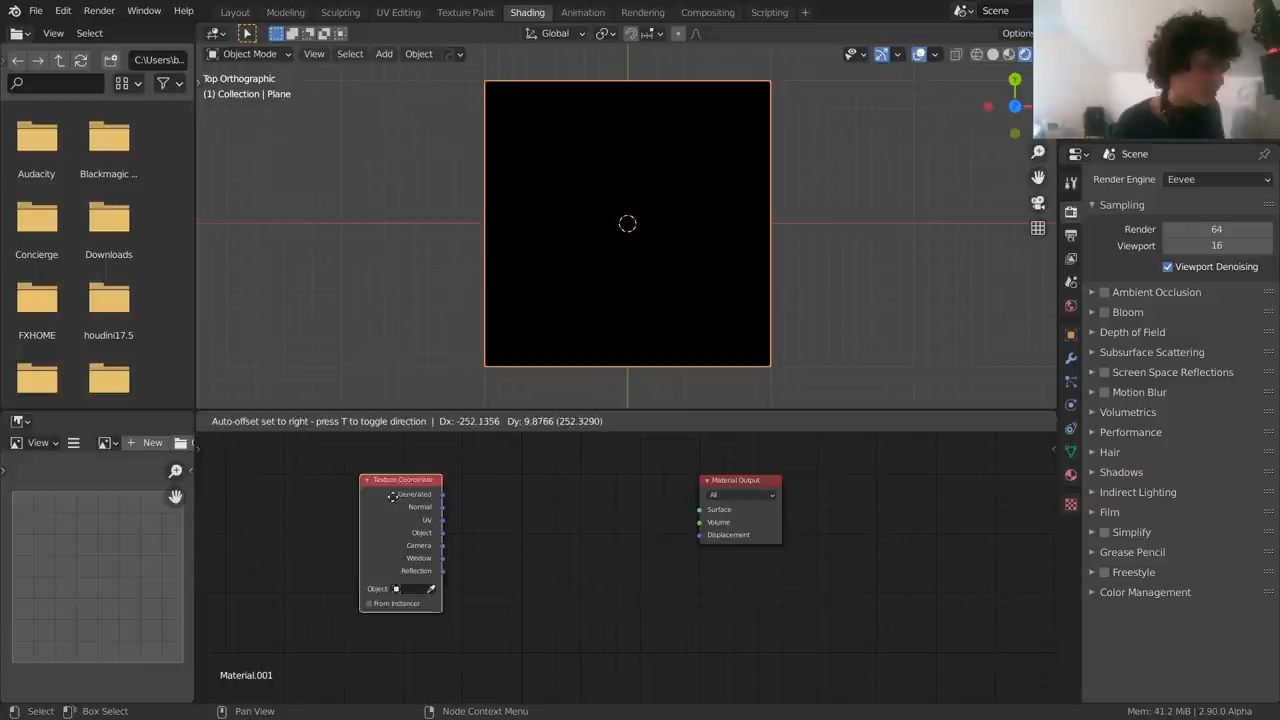 File Edit Render Window Help
Layout Modeling Sculpting UV Editing Texture Paint Shading Animation Rendering Compositing Scripting +
Scene
View Select
Global
Options
C:\Users\b...
Object Mode View Select Add Object
Top Orthographic
(1) Collection | Plane
Y
Z
Audacity
Blackmagic ...
Concierge
Downloads
FXHOME
houdini17.5
Scene
Render Engine Eevee
Sampling
Render 64
Viewport 16
Viewport Denoising
Ambient Occlusion
Bloom
Depth of Field
Subsurface Scattering
Screen Space Reflections
Motion Blur
Volumetrics
Performance
Hair
Shadows
Indirect Lighting
Film
Simplify
Grease Pencil
Freestyle
Color Management
Auto-offset set to right - press T to toggle direction | Dx: -252.1356 Dy: 9.8766 (252.3290)
View + New
Texture Coordinate
Generated
Normal
UV
Object
Camera
Window
Reflection
Object:
From Instancer
Material Output
All
Surface
Volume
Displacement
Material.001
Select Box Select Pan View Node Context Menu
Mem: 41.2 MiB | 2.90.0 Alpha